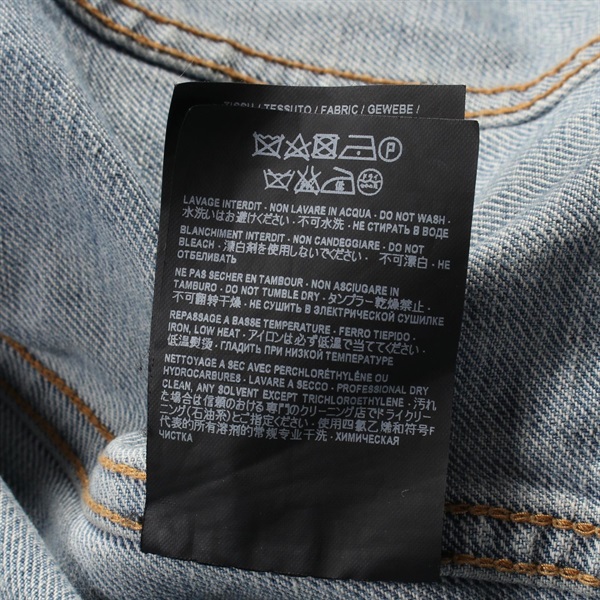 TISSU / TESSUTO / FABRIC / GEWEBE /
P
ドライ
LAVAGE INTERDIT - NON LAVARE IN ACQUA - DO NOT WASH -
水洗いはお避けください - 不可水洗 - НЕ СТИРАТЬ В ВОДЕ
BLANCHIMENT INTERDIT - NON CANDEGGIARE - DO NOT
BLEACH - 漂白剤を使用しないでください - 不可漂白 - НЕ
ОТБЕЛИВАТЬ
NE PAS SECHER EN TAMBOUR - NON ASCIUGARE IN
TAMBURO - DO NOT TUMBLE DRY - タンブラー乾燥禁止 -
不可翻转干燥 - НЕ СУШИТЬ В ЭЛЕКТРИЧЕСКОЙ СУШИЛКЕ
REPASSAGE A BASSE TEMPERATURE - FERRO TIEPIDO -
IRON, LOW HEAT - アイロンは必ず低温で当ててください -
低温熨烫 - ГЛАДИТЬ ПРИ НИЗКОЙ ТЕМПЕРАТУРЕ
NETTOYAGE A SEC AVEC PERCHLORÉTHYLÈNE OU
HYDROCARBURES - LAVARE A SECCO - PROFESSIONAL DRY
CLEAN, ANY SOLVENT EXCEPT TRICHLOROETHYLENE - 汚れ
た場合は信頼のおける専門のクリーニング店でドライクリー
ニング(石油系)とご指定ください - 使用四氯乙烯和符号F
代表的所有溶剂的常规专业干洗 - ХИМИЧЕСКАЯ
ЧИСТКА